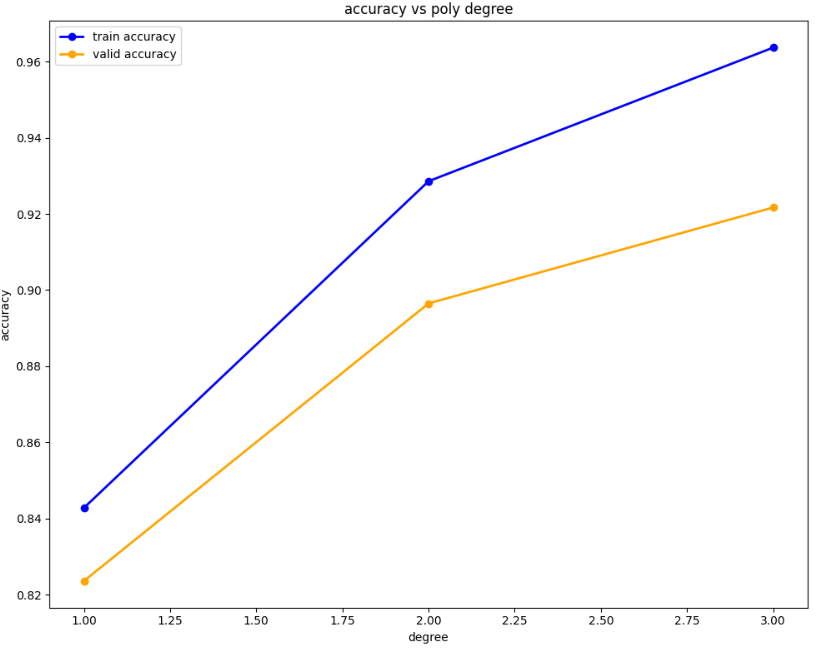 accuracy vs poly degree
train accuracy
valid accuracy
0.96
0.94
0.92
0.90
0.88
0.86
0.84
0.82
accuracy
1.00 1.25 1.50 1.75 2.00 2.25 2.50 2.75 3.00
degree